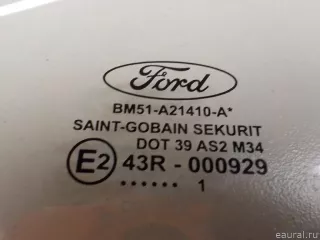 Ford
BM51-A21410-A*
SAINT-GOBAIN SEKURIT
DOT 39 AS2 M34
E2 43R - 000929
...... 1
eaural.ru